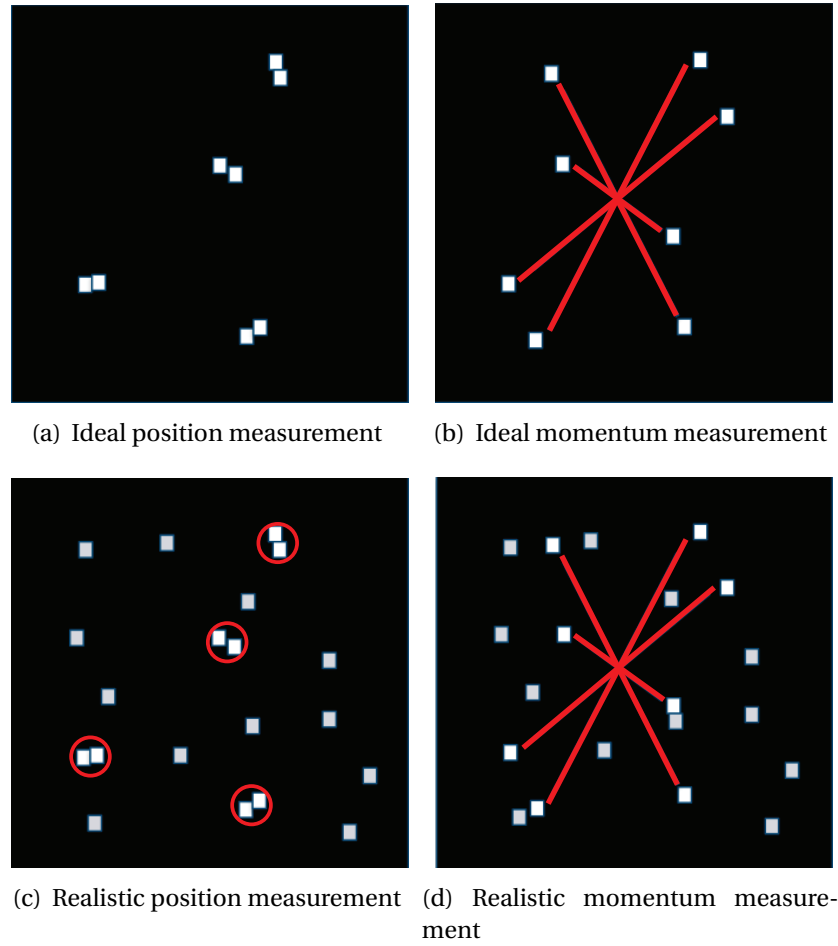 (a) Ideal position measurement
(b) Ideal momentum measurement
(c) Realistic position measurement
(d) Realistic momentum measure-
ment